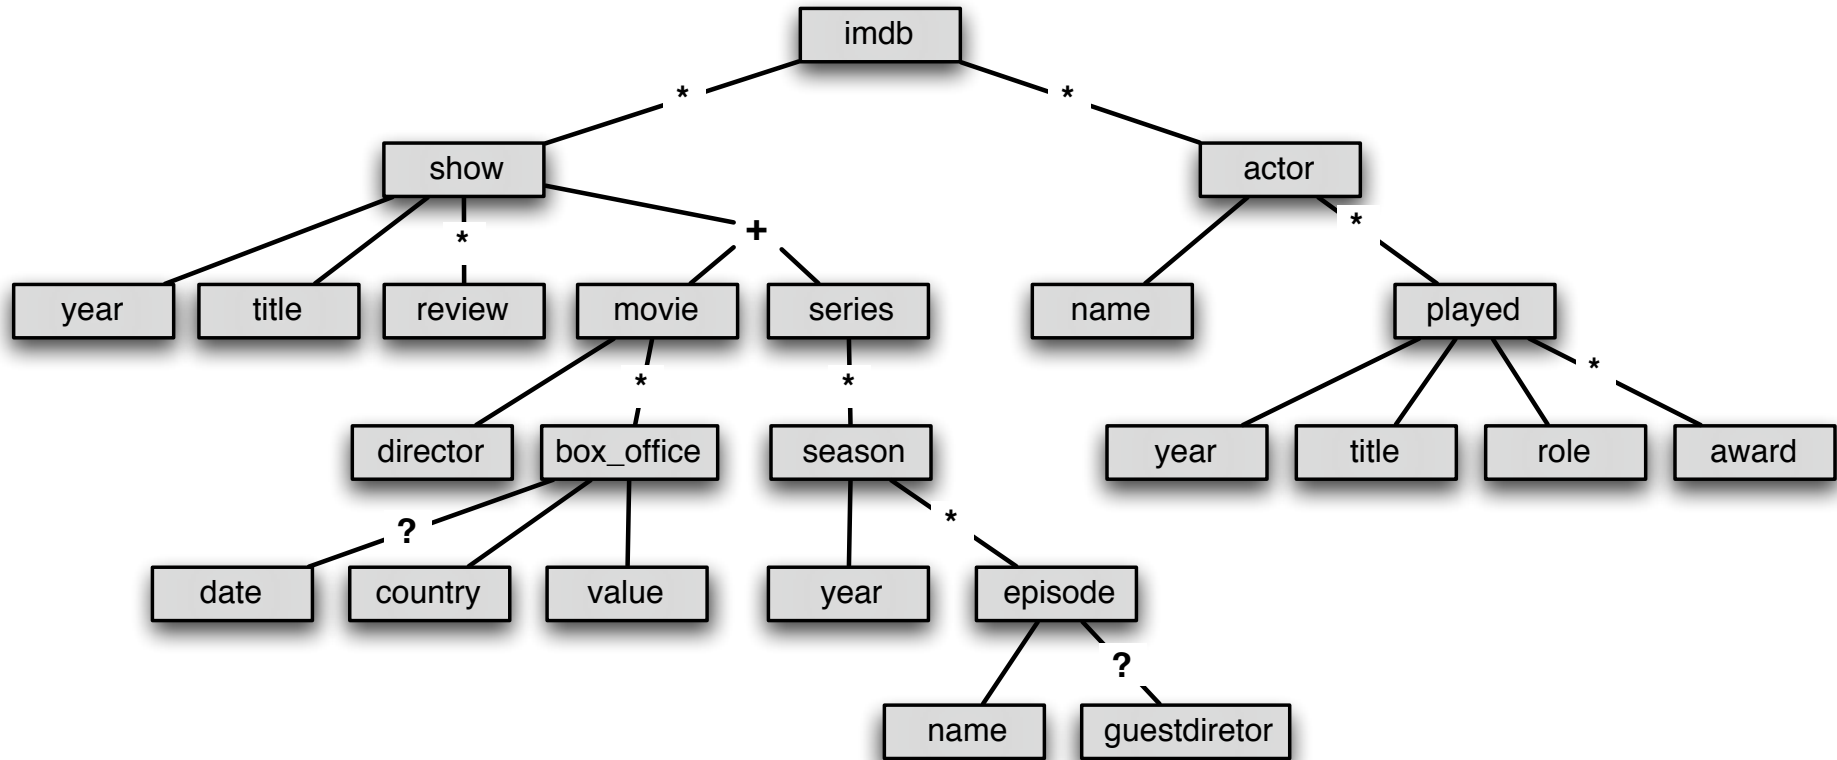 imdb
*
*
show
actor
*
+
*
year
title
review
movie
series
name
played
*
*
*
director
box_office
season
year
title
role
award
?
*
date
country
value
year
episode
?
name
guestdiretor